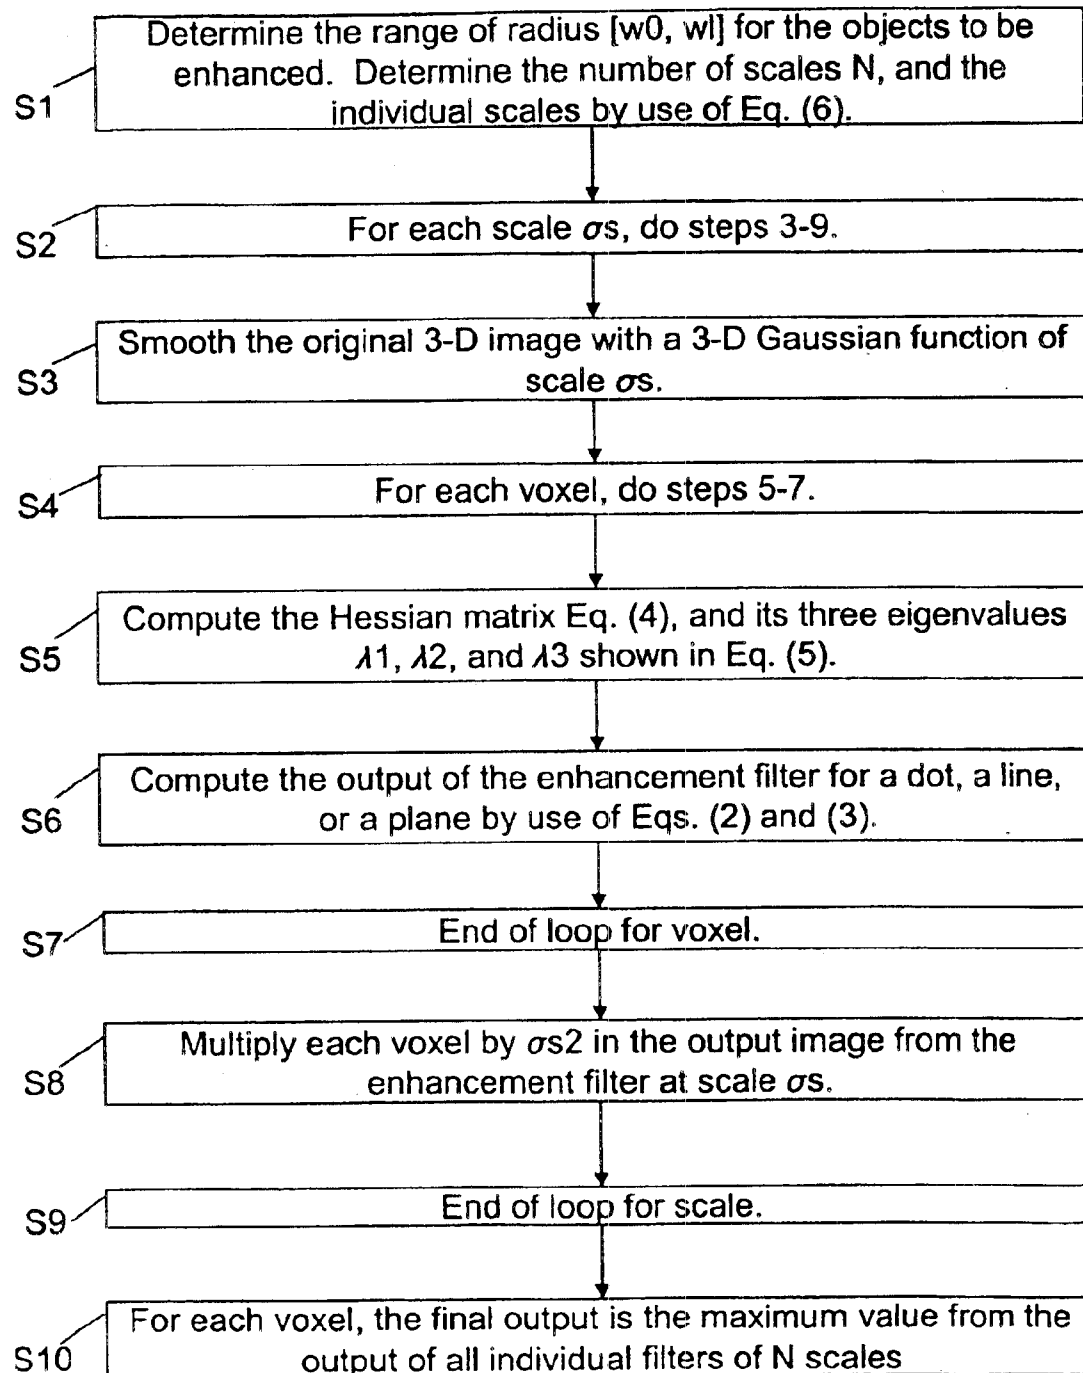 Determine the range of radius [w0, wl] for the objects to be
enhanced. Determine the number of scales N, and the
individual scales by use of Eq. (6).
S1
For each scale σs, do steps 3-9.
S2
Smooth the original 3-D image with a 3-D Gaussian function of
scale σs.
S3
For each voxel, do steps 5-7.
S4
Compute the Hessian matrix Eq. (4), and its three eigenvalues
λ1, λ2, and λ3 shown in Eq. (5).
S5
Compute the output of the enhancement filter for a dot, a line,
or a plane by use of Eqs. (2) and (3).
S6
End of loop for voxel.
S7
Multiply each voxel by σs2 in the output image from the
enhancement filter at scale σs.
S8
End of loop for scale.
S9
For each voxel, the final output is the maximum value from the
output of all individual filters of N scales
S10